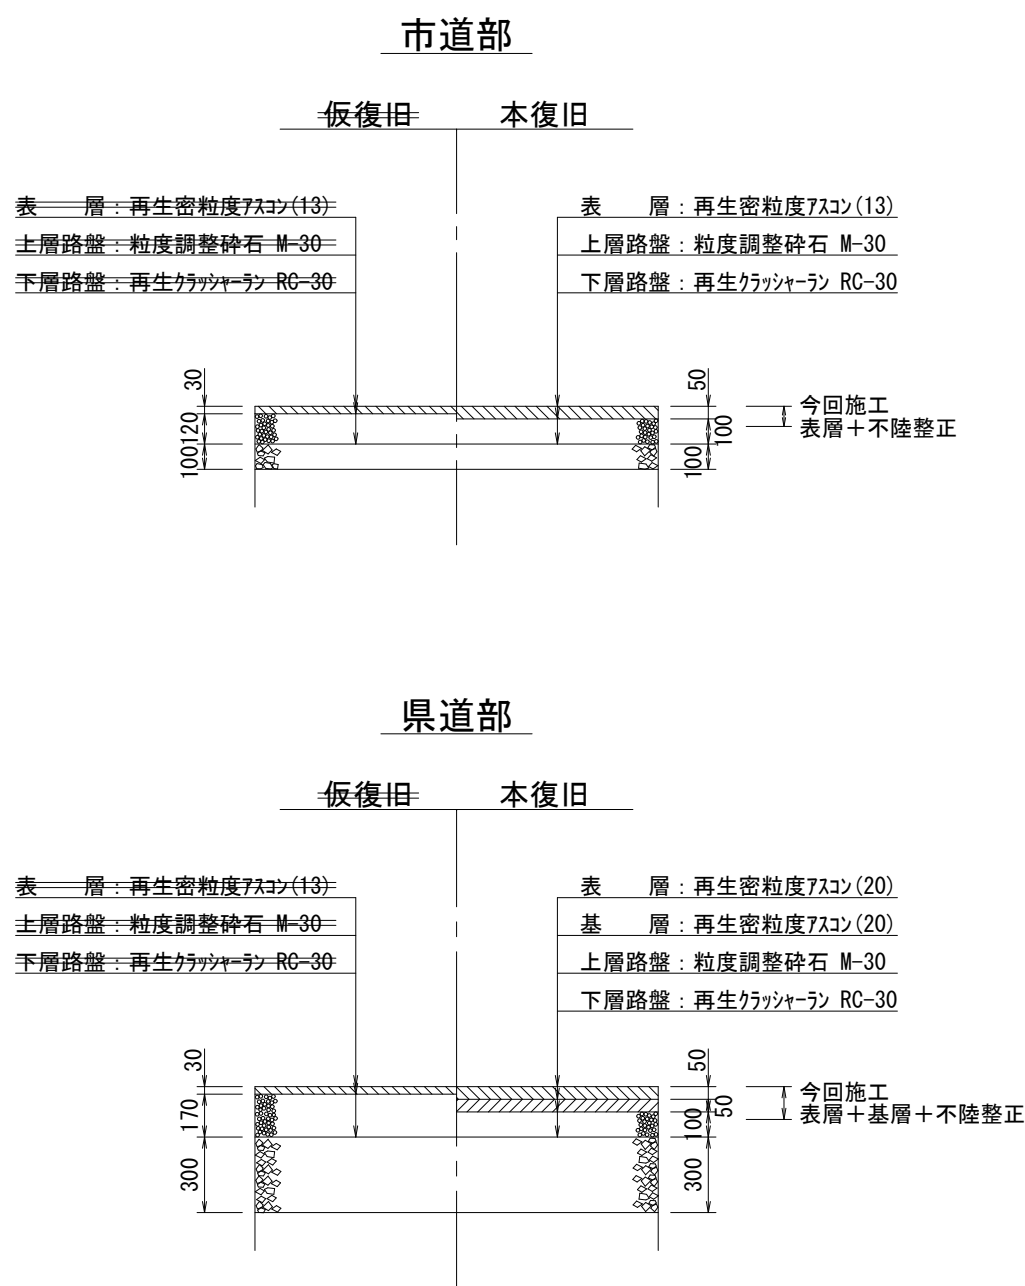 市道部
仮復旧 本復旧
表　　層：再生密粒度ｱｽｺﾝ(13)
上層路盤：粒度調整砕石 M-30
下層路盤：再生ｸﾗｯｼｬｰﾗﾝ RC-30
表　　層：再生密粒度ｱｽｺﾝ(13)
上層路盤：粒度調整砕石 M-30
下層路盤：再生ｸﾗｯｼｬｰﾗﾝ RC-30
30
120
100
50
100
100
今回施工
表層＋不陸整正
県道部
仮復旧 本復旧
表　　層：再生密粒度ｱｽｺﾝ(13)
上層路盤：粒度調整砕石 M-30
下層路盤：再生ｸﾗｯｼｬｰﾗﾝ RC-30
表　　層：再生密粒度ｱｽｺﾝ(20)
基　　層：再生密粒度ｱｽｺﾝ(20)
上層路盤：粒度調整砕石 M-30
下層路盤：再生ｸﾗｯｼｬｰﾗﾝ RC-30
30
170
300
50
50
100
300
今回施工
表層＋基層＋不陸整正